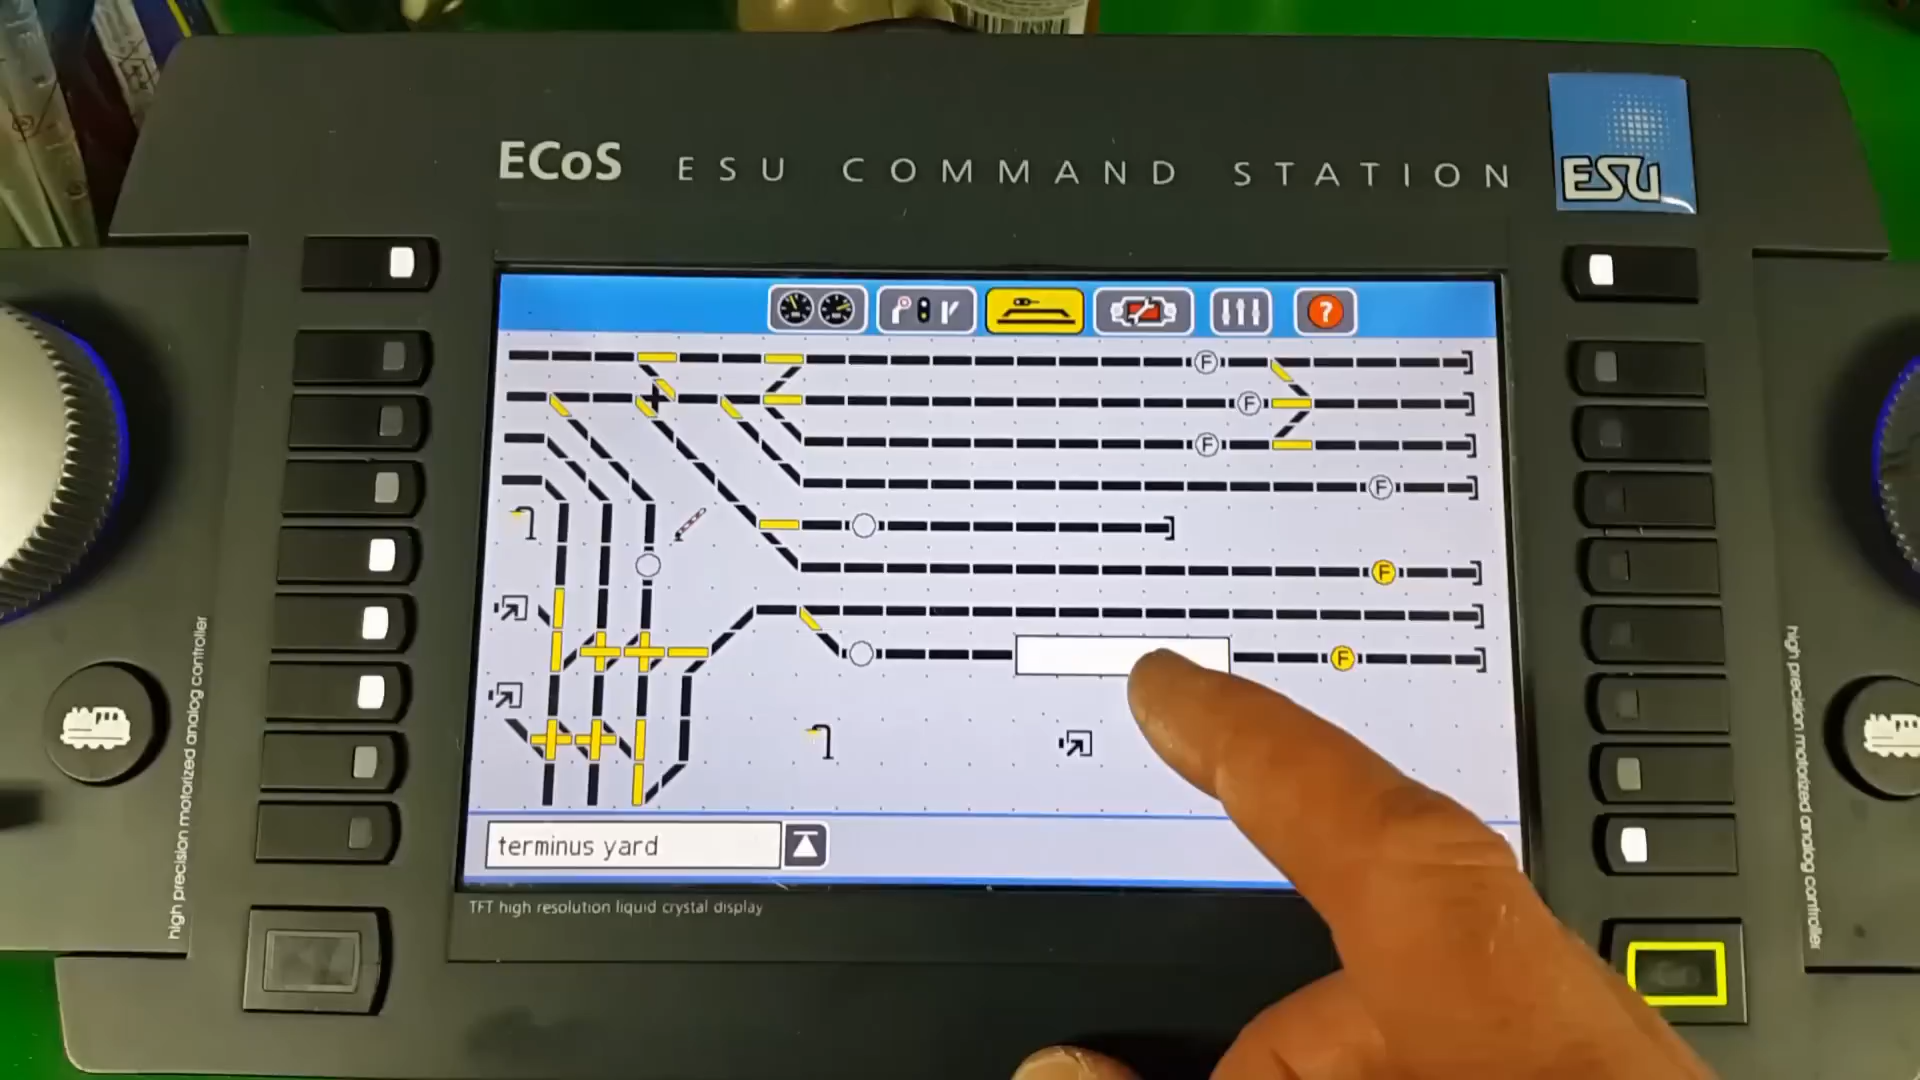 ECoS ESU COMMAND STATION
ESU
?
F
F
F
F
F
F
terminus yard
TFT high resolution liquid crystal display
high precision motorized analog controller
high precision motorized analog controller